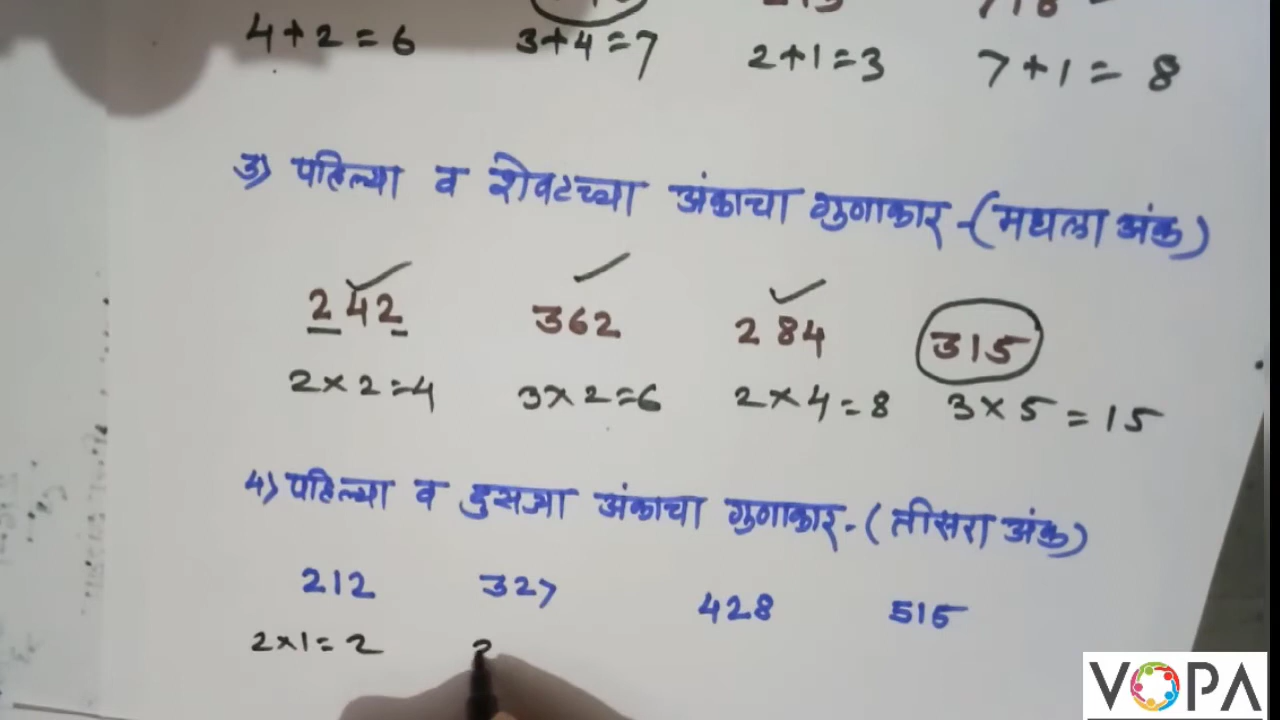 4+2=6 3+4=7 2+1=3 7+1=8
3) पहिल्या व शेवटच्या अंकाचा गुणाकार -(मधला अंक)
242 362 284 315
2×2=4 3×2=6 2×4=8 3×5=15
4) पहिल्या व दुसऱ्या अंकाचा गुणाकार -(तीसरा अंक)
212 327 428 515
2×1=2
VOPA